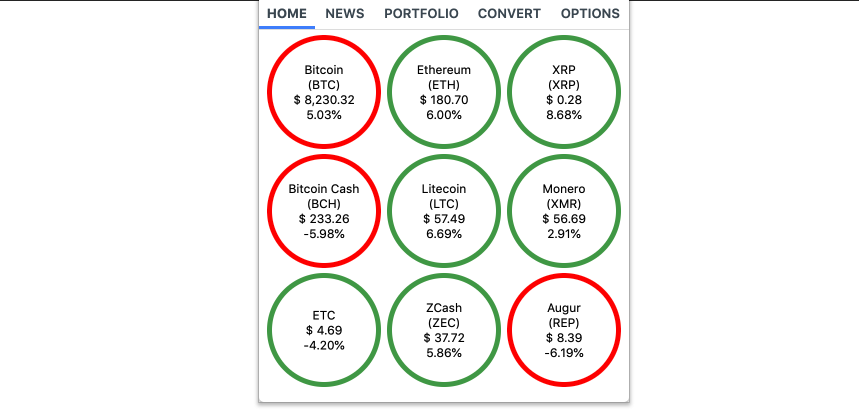 HOME NEWS PORTFOLIO CONVERT OPTIONS
Bitcoin
(BTC)
$ 8,230.32
5.03%
Ethereum
(ETH)
$ 180.70
6.00%
XRP
(XRP)
$ 0.28
8.68%
Bitcoin Cash
(BCH)
$ 233.26
-5.98%
Litecoin
(LTC)
$ 57.49
6.69%
Monero
(XMR)
$ 56.69
2.91%
ETC
$ 4.69
-4.20%
ZCash
(ZEC)
$ 37.72
5.86%
Augur
(REP)
$ 8.39
-6.19%